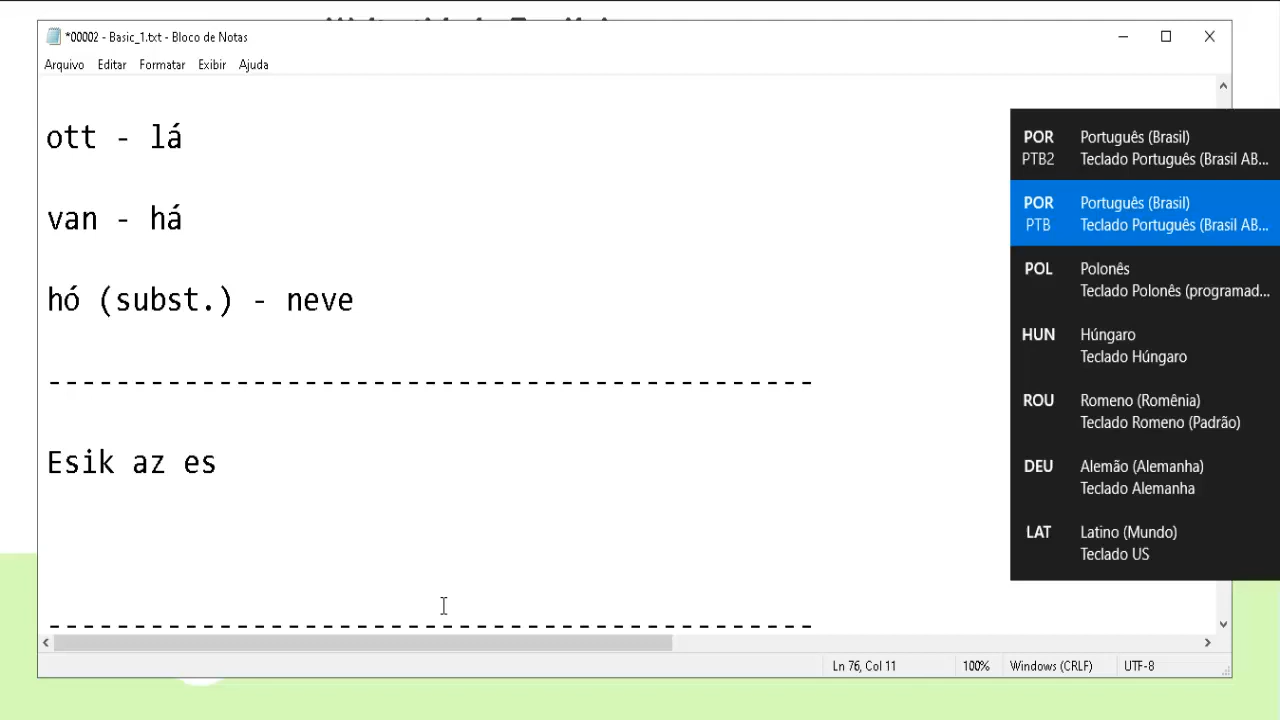 *00002 - Basic_1.txt - Bloco de Notas
Arquivo Editar Formatar Exibir Ajuda
ott - lá
van - há
hó (subst.) - neve
----------------------------------------------
Esik az es
----------------------------------------------
POR Português (Brasil)
PTB2 Teclado Português (Brasil AB...
POR Português (Brasil)
PTB Teclado Português (Brasil AB...
POL Polonês
Teclado Polonês (programad...
HUN Húngaro
Teclado Húngaro
ROU Romeno (Romênia)
Teclado Romeno (Padrão)
DEU Alemão (Alemanha)
Teclado Alemanha
LAT Latino (Mundo)
Teclado US
Ln 76, Col 11 100% Windows (CRLF) UTF-8